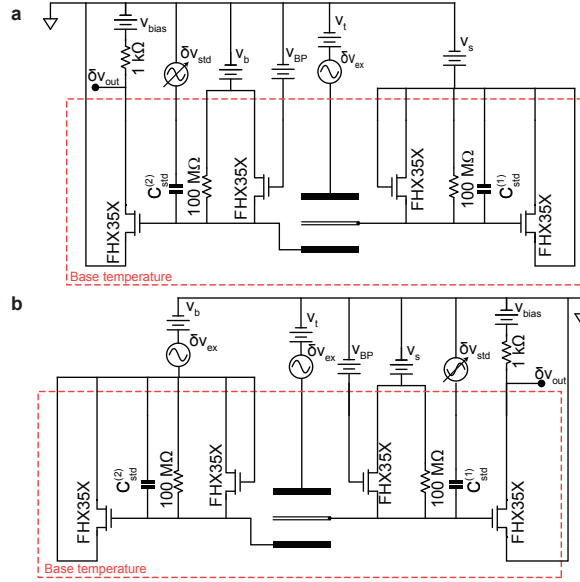 a
V_bias
1 kΩ
δV_out
δV_std
V_b
V_BP
V_t
δV_ex
V_s
C_std^(2)
100 MΩ
FHX35X
FHX35X
FHX35X
100 MΩ
C_std^(1)
FHX35X
Base temperature
b
V_b
δV_ex
V_t
δV_ex
V_BP
V_s
δV_std
V_bias
1 kΩ
δV_out
FHX35X
C_std^(2)
100 MΩ
FHX35X
FHX35X
100 MΩ
C_std^(1)
FHX35X
Base temperature